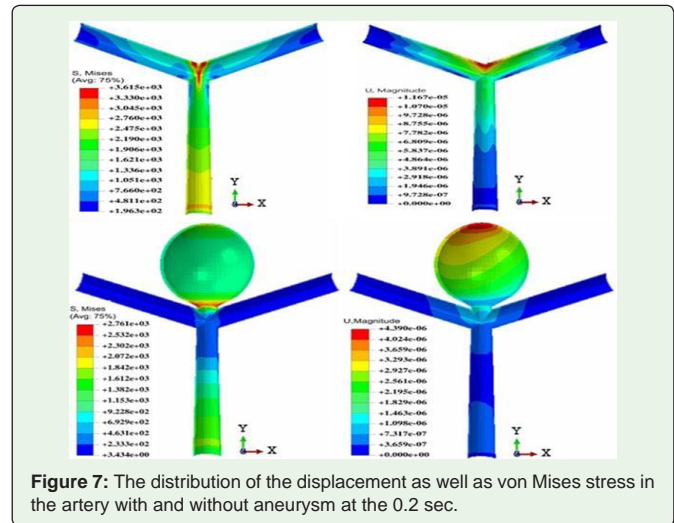 S, Mises
(Avg: 75%)
+3.615e+03
+3.330e+03
+3.045e+03
+2.760e+03
+2.475e+03
+2.190e+03
+1.906e+03
+1.621e+03
+1.336e+03
+1.051e+03
+7.660e+02
+4.811e+02
+1.963e+02
Y
X
U, Magnitude
+1.167e-05
+1.070e-05
+9.728e-06
+8.755e-06
+7.782e-06
+6.809e-06
+5.837e-06
+4.864e-06
+3.891e-06
+2.918e-06
+1.946e-06
+9.728e-07
+0.000e+00
Y
X
S, Mises
(Avg: 75%)
+2.761e+03
+2.532e+03
+2.302e+03
+2.072e+03
+1.842e+03
+1.612e+03
+1.382e+03
+1.153e+03
+9.228e+02
+6.929e+02
+4.631e+02
+2.333e+02
+3.434e+00
Y
X
U,Magnitude
+4.390e-06
+4.024e-06
+3.659e-06
+3.293e-06
+2.927e-06
+2.561e-06
+2.195e-06
+1.829e-06
+1.463e-06
+1.098e-06
+7.317e-07
+3.659e-07
+0.000e+00
Y
X
Figure 7: The distribution of the displacement as well as von Mises stress in
the artery with and without aneurysm at the 0.2 sec.